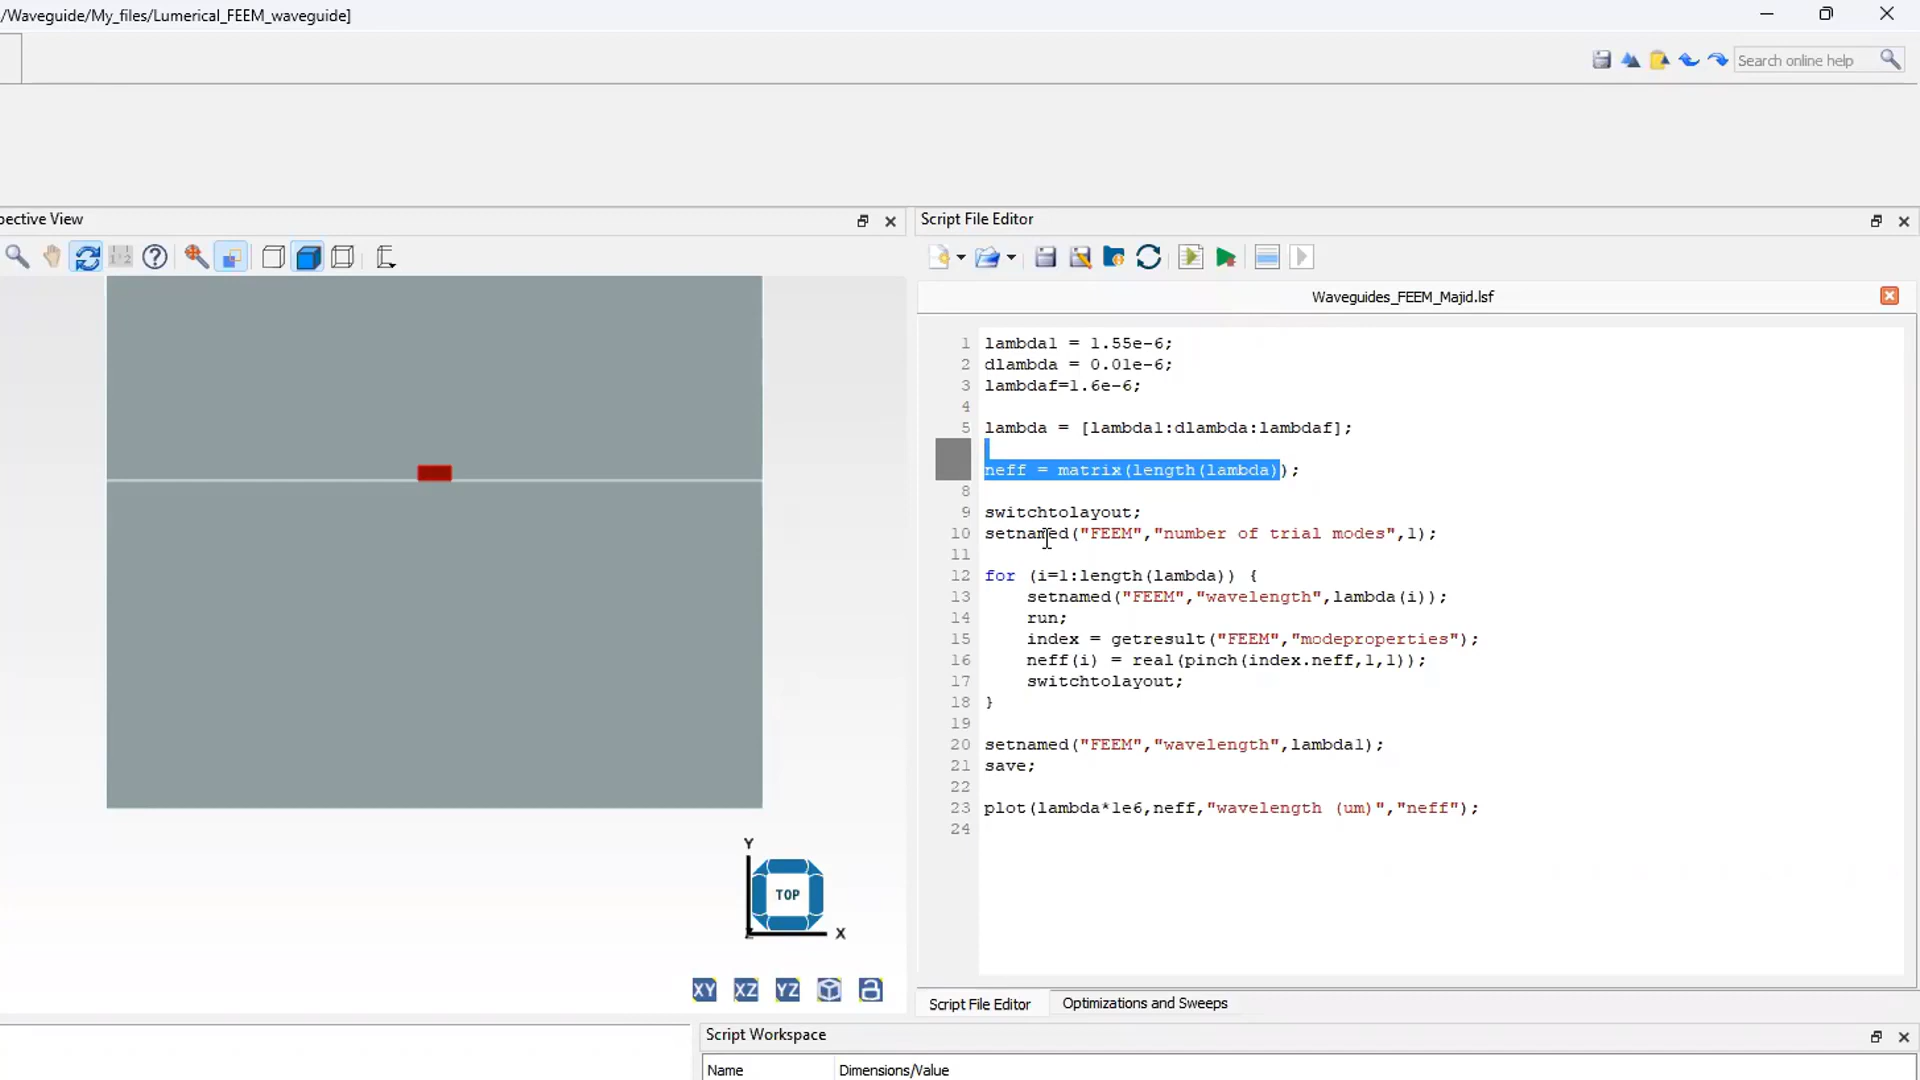 /Waveguide/My_files/Lumerical_FEEM_waveguide]
Search online help
pective View
Script File Editor
Waveguides_FEEM_Majid.lsf
1 lambda1 = 1.55e-6;
2 dlambda = 0.01e-6;
3 lambdaf=1.6e-6;
4
5 lambda = [lambda1:dlambda:lambdaf];
neff = matrix(length(lambda));
8
9 switchtolayout;
10 setnamed("FEEM","number of trial modes",1);
11
12 for (i=1:length(lambda)) {
13 setnamed("FEEM","wavelength",lambda(i));
14 run;
15 index = getresult("FEEM","modeproperties");
16 neff(i) = real(pinch(index.neff,1,1));
17 switchtolayout;
18 }
19
20 setnamed("FEEM","wavelength",lambda1);
21 save;
22
23 plot(lambda*1e6,neff,"wavelength (um)","neff");
24
Y
TOP
X
Z
XY XZ YZ
Script File Editor Optimizations and Sweeps
Script Workspace
Name Dimensions/Value